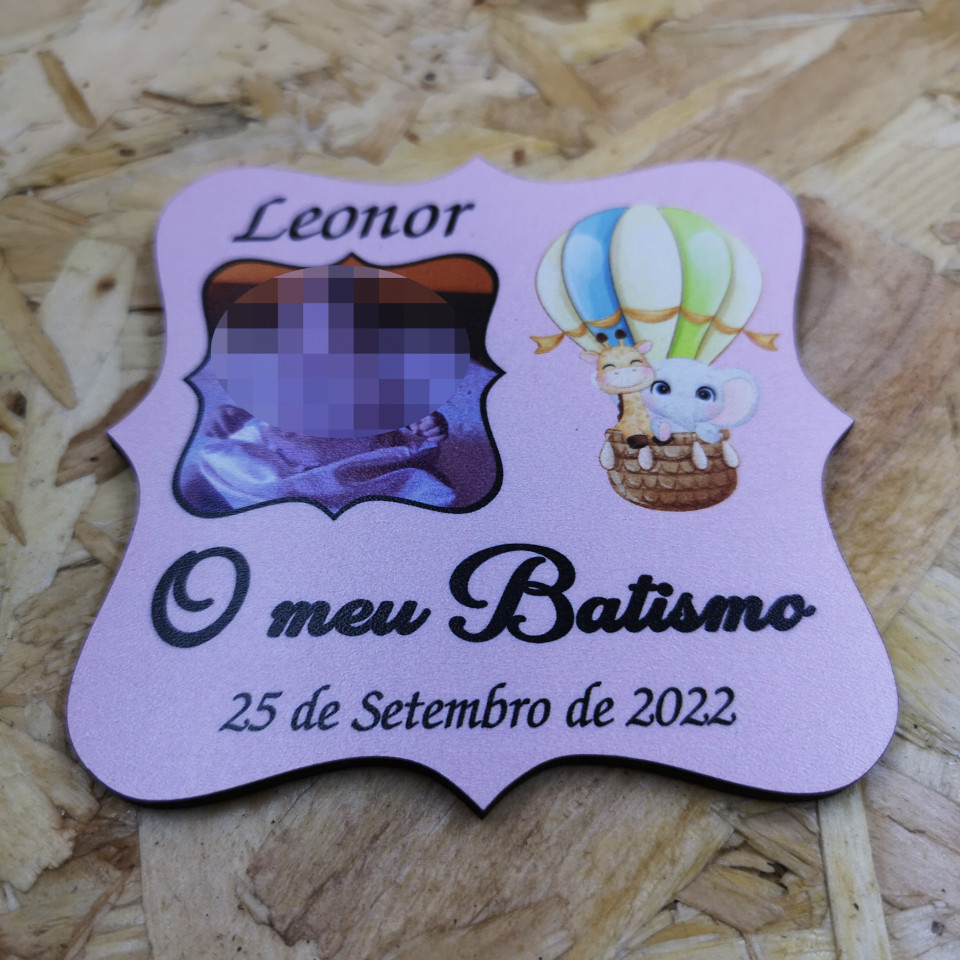 Leonor
O meu Batismo
25 de Setembro de 2022